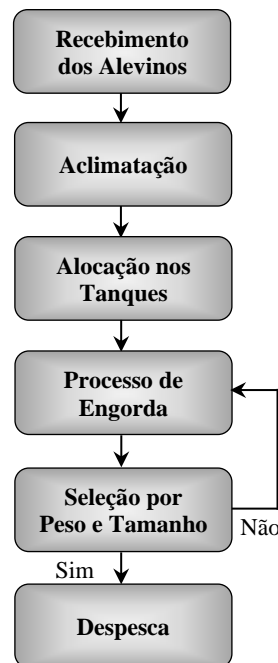 Recebimento
dos Alevinos
Aclimatação
Alocação nos
Tanques
Processo de
Engorda
Seleção por
Peso e Tamanho
Não
Sim
Despesca